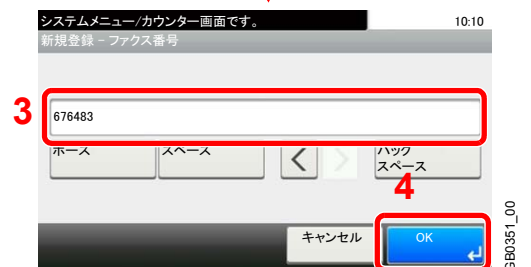 システムメニュー/カウンター画面です。 10:10
新規登録 - ファクス番号
3
676483
ポーズ スペース バック
スペース
4
キャンセル OK
GB0351_00